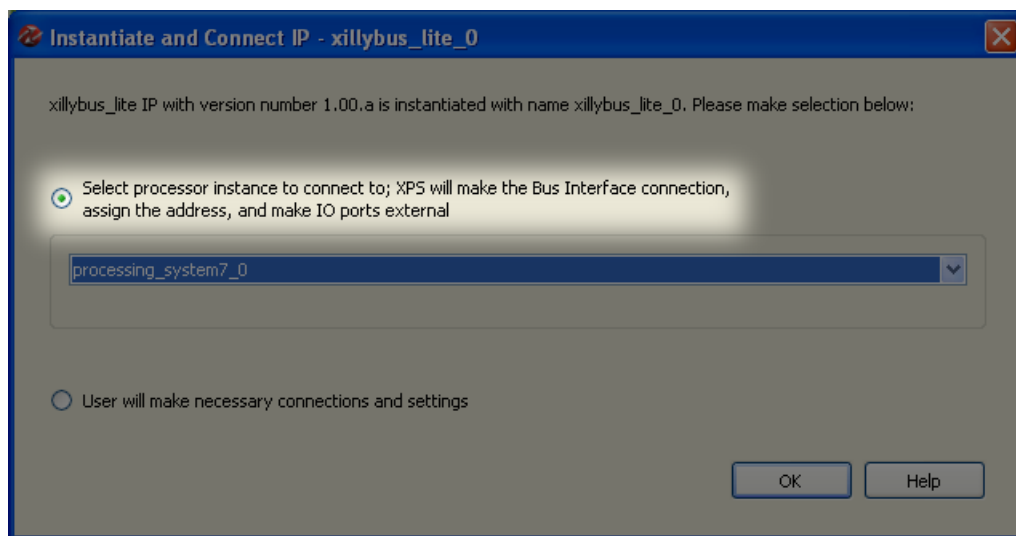 Instantiate and Connect IP - xillybus_lite_0
xillybus_lite IP with version number 1.00.a is instantiated with name xillybus_lite_0. Please make selection below:
Select processor instance to connect to; XPS will make the Bus Interface connection,
assign the address, and make IO ports external
processing_system7_0
User will make necessary connections and settings
OK
Help